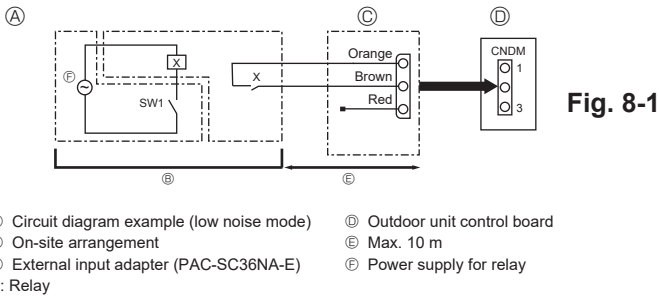 Ⓐ Ⓒ Ⓓ
Orange
Brown
Red
X
X
SW1
Ⓕ
~
CNDM
1
3
Fig. 8-1
Ⓑ Ⓔ
Circuit diagram example (low noise mode)
On-site arrangement
External input adapter (PAC-SC36NA-E)
: Relay
Ⓓ Outdoor unit control board
Ⓔ Max. 10 m
Ⓕ Power supply for relay